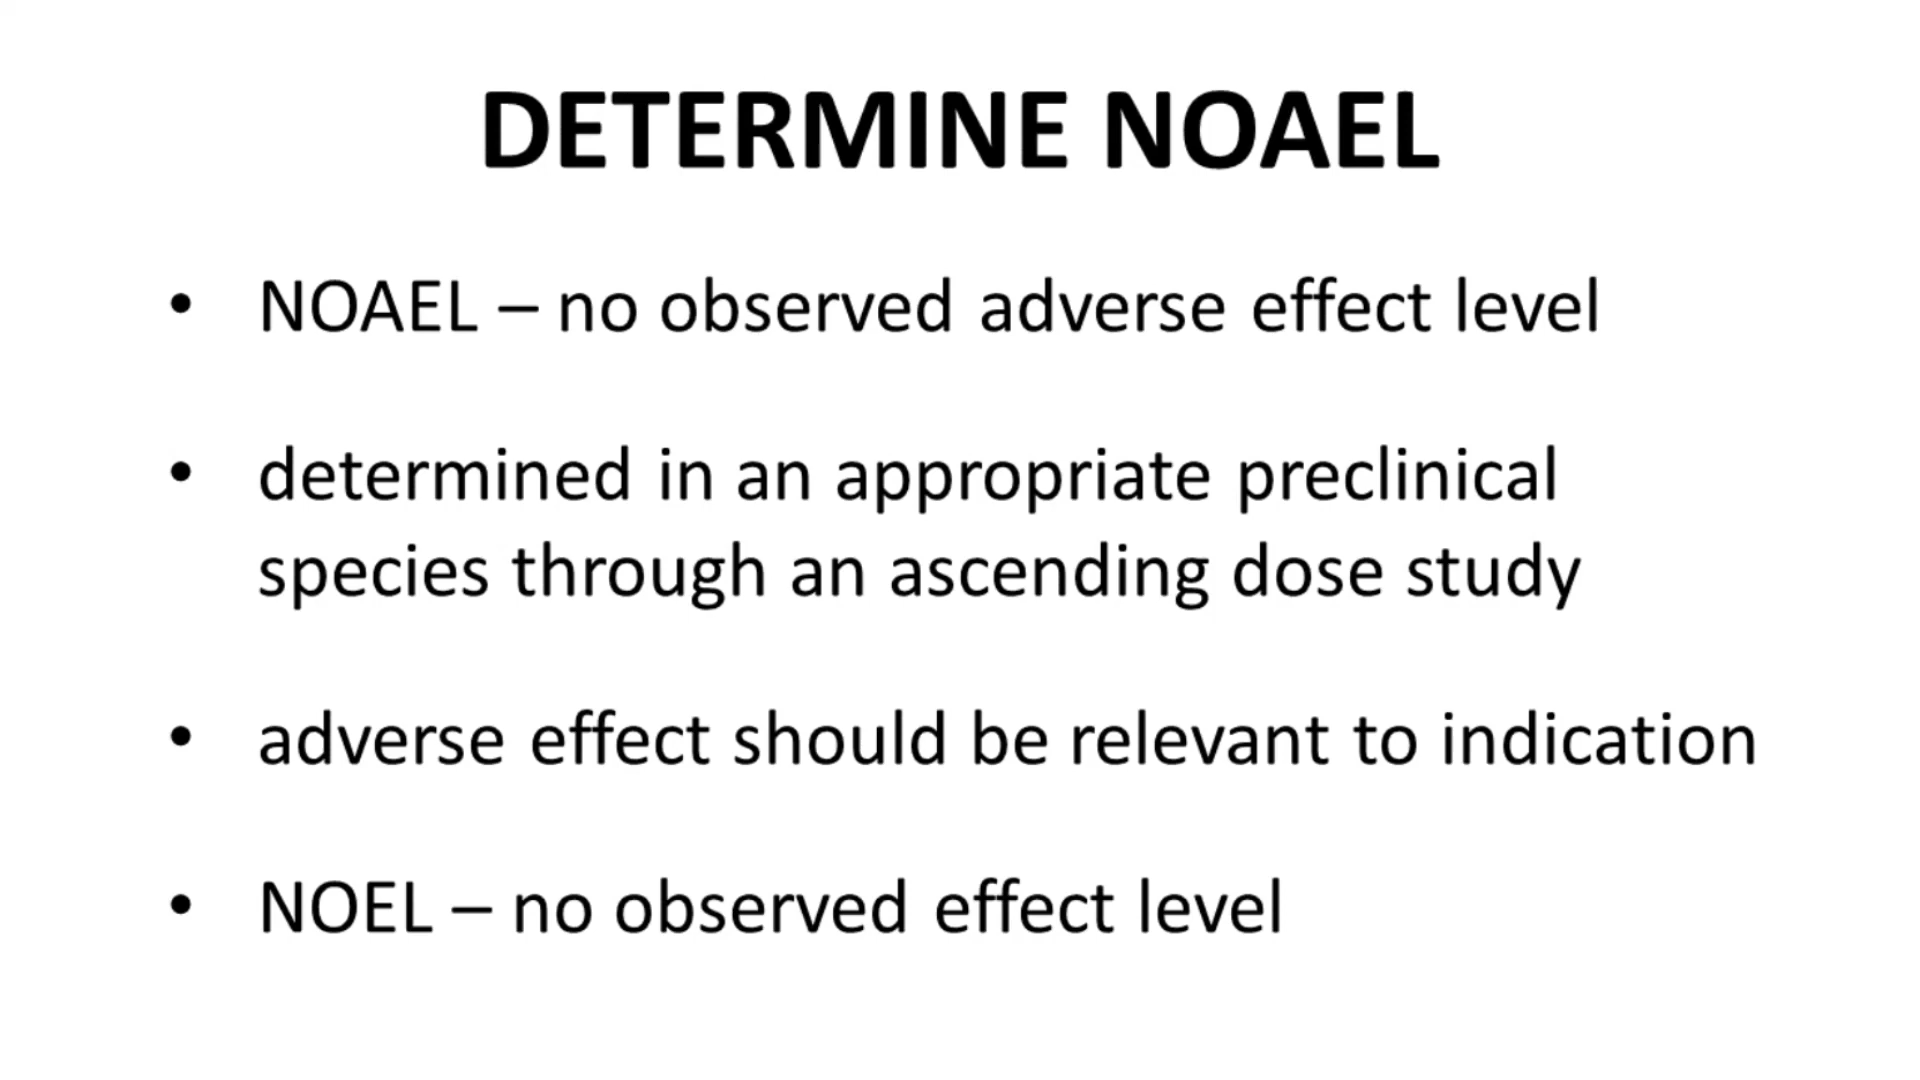 DETERMINE NOAEL
• NOAEL – no observed adverse effect level
• determined in an appropriate preclinical
species through an ascending dose study
• adverse effect should be relevant to indication
• NOEL – no observed effect level